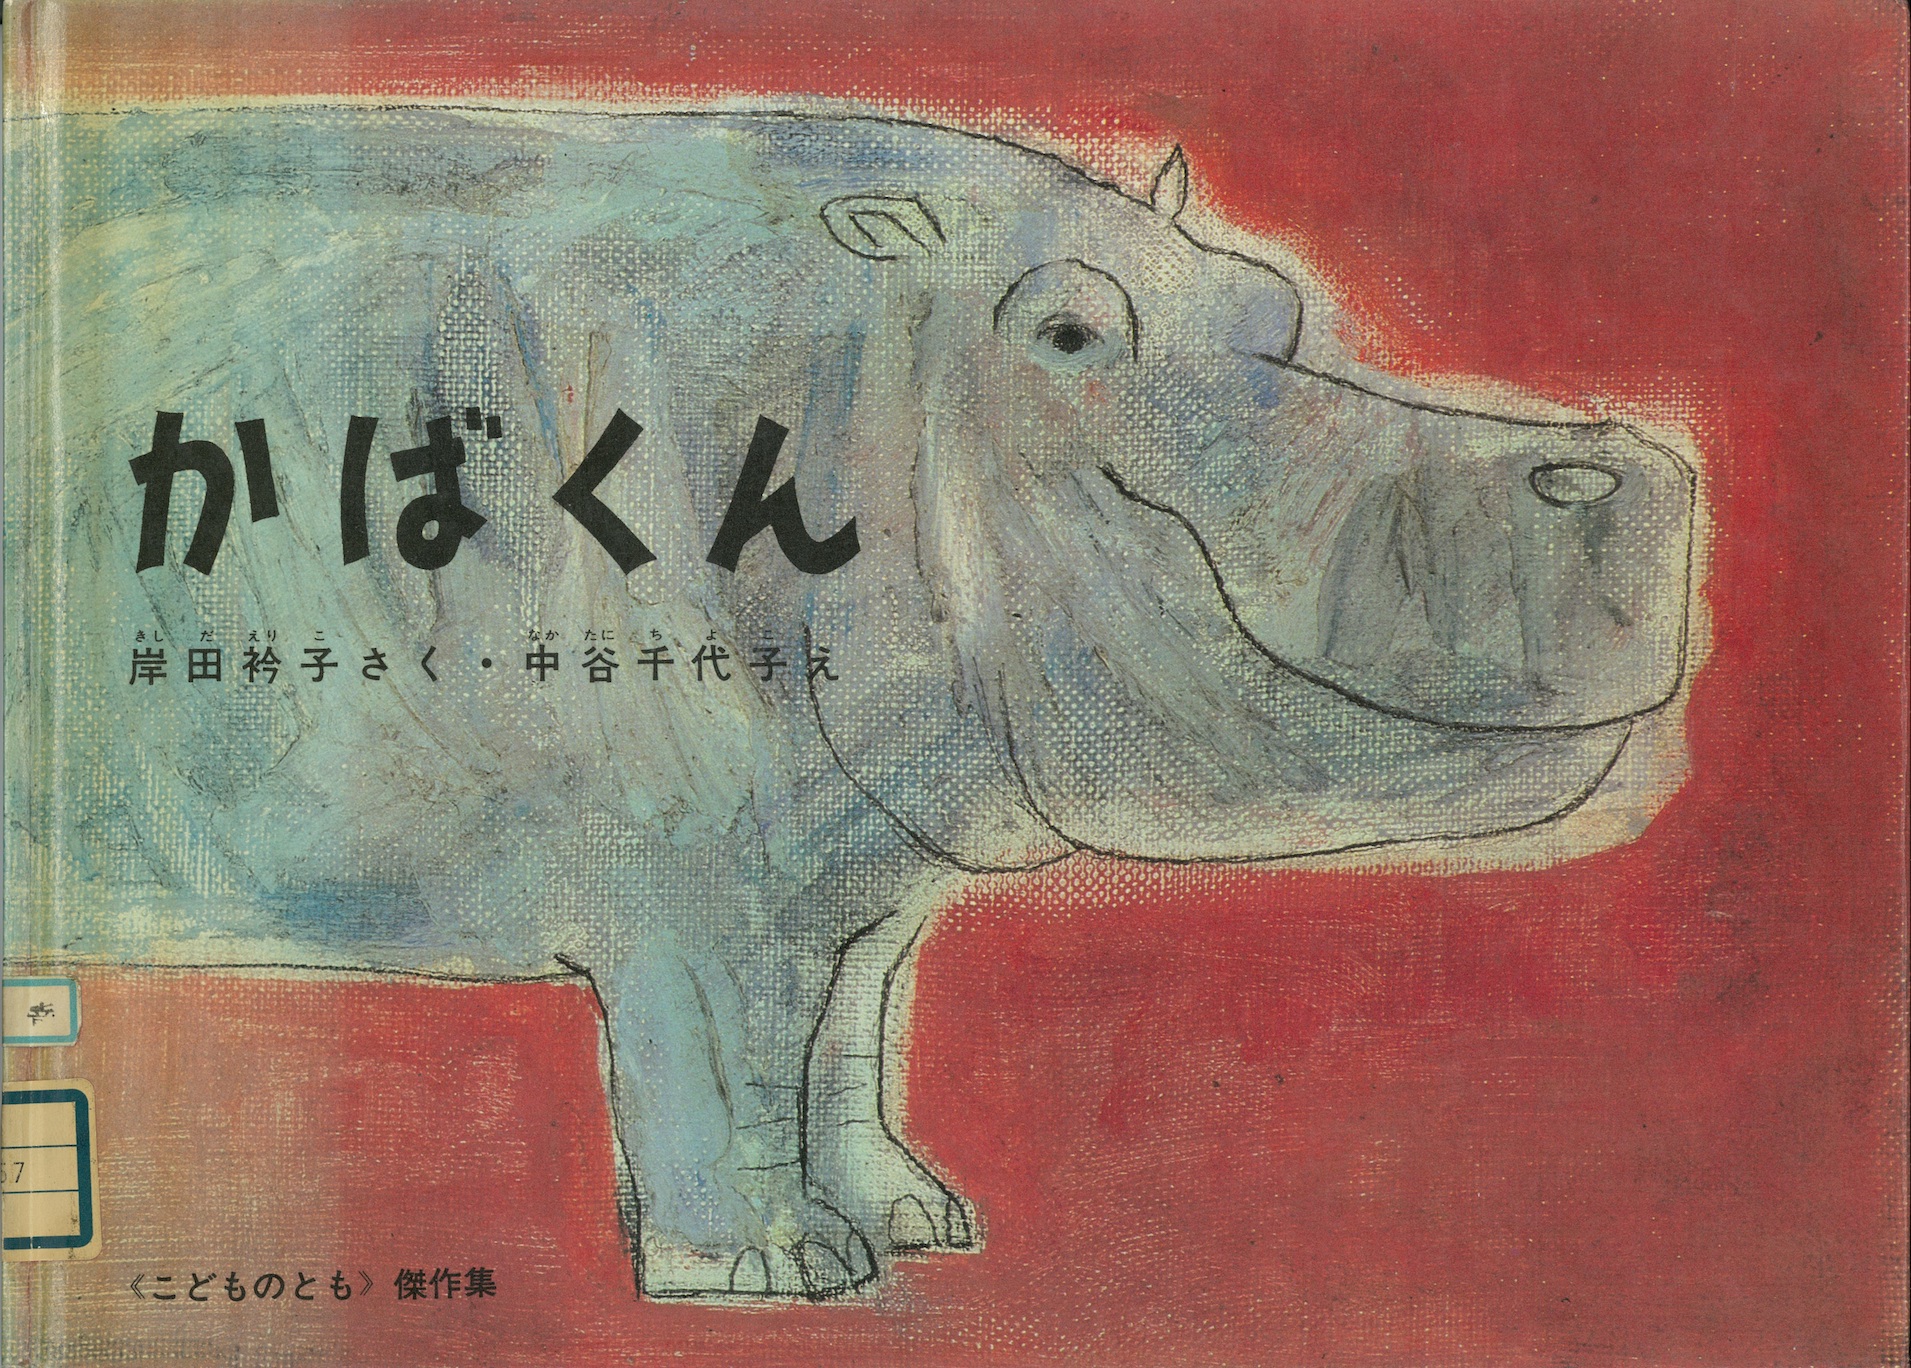 かばくん
きし だ えり こ なか たに ち よ こ
岸田衿子さく・中谷千代子え
57
《こどものとも》傑作集